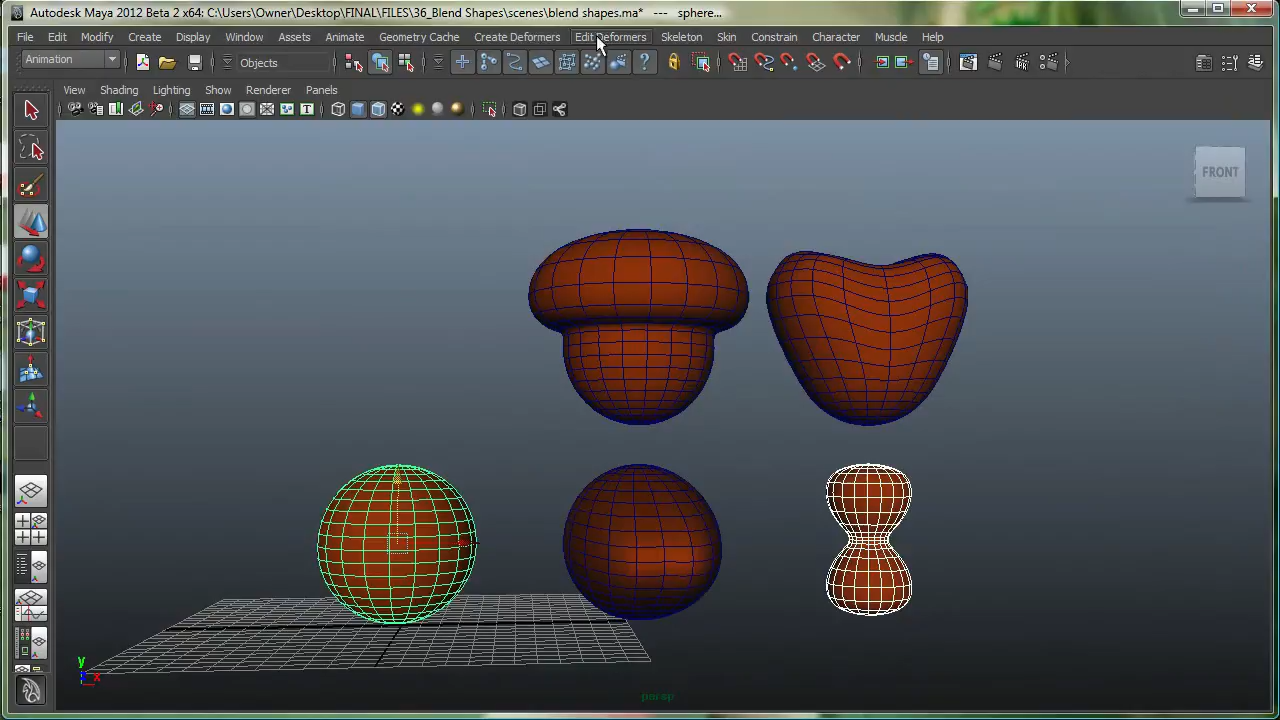 Autodesk Maya 2012 Beta 2 x64: C:\Users\Owner\Desktop\FINAL\FILES\36_Blend Shapes\scenes\blend shapes.ma*   ---   sphere...
File Edit Modify Create Display Window Assets Animate Geometry Cache Create Deformers Edit Deformers Skeleton Skin Constrain Character Muscle Help
Animation Objects
View Shading Lighting Show Renderer Panels
FRONT
y
x
persp